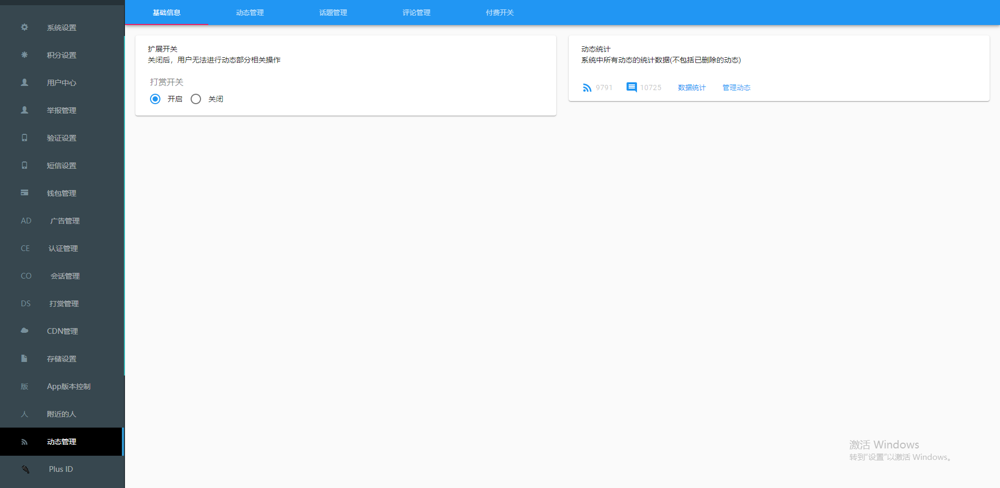 系统设置
积分设置
用户中心
举报管理
验证设置
短信设置
钱包管理
AD 广告管理
CE 认证管理
CO 会话管理
DS 打赏管理
CDN管理
存储设置
版 App版本控制
人 附近的人
动态管理
Plus ID
基础信息 动态管理 话题管理 评论管理 付费开关
扩展开关
关闭后，用户无法进行动态部分相关操作
打赏开关
开启 关闭
动态统计
系统中所有动态的统计数据(不包括已删除的动态)
9791 10725 数据统计 管理动态
激活 Windows
转到“设置”以激活 Windows。